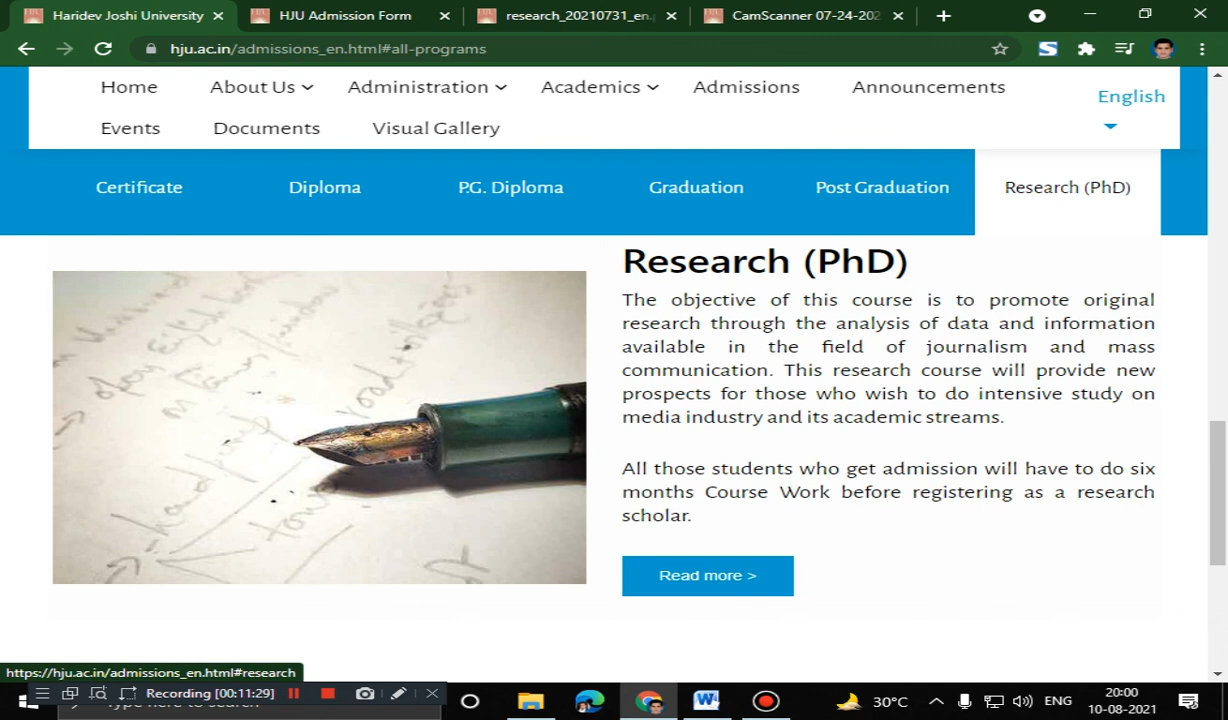 Haridev Joshi University
HJU Admission Form
research_20210731_en.
CamScanner 07-24-202
hju.ac.in/admissions_en.html#all-programs
Home
About Us
Administration
Academics
Admissions
Announcements
English
Events
Documents
Visual Gallery
Certificate
Diploma
P.G. Diploma
Graduation
Post Graduation
Research (PhD)
Research (PhD)
The objective of this course is to promote original
research through the analysis of data and information
available in the field of journalism and mass
communication. This research course will provide new
prospects for those who wish to do intensive study on
media industry and its academic streams.
All those students who get admission will have to do six
months Course Work before registering as a research
scholar.
Read more >
https://hju.ac.in/admissions_en.html#research
Recording [00:11:29]
30°C
ENG
20:00
10-08-2021